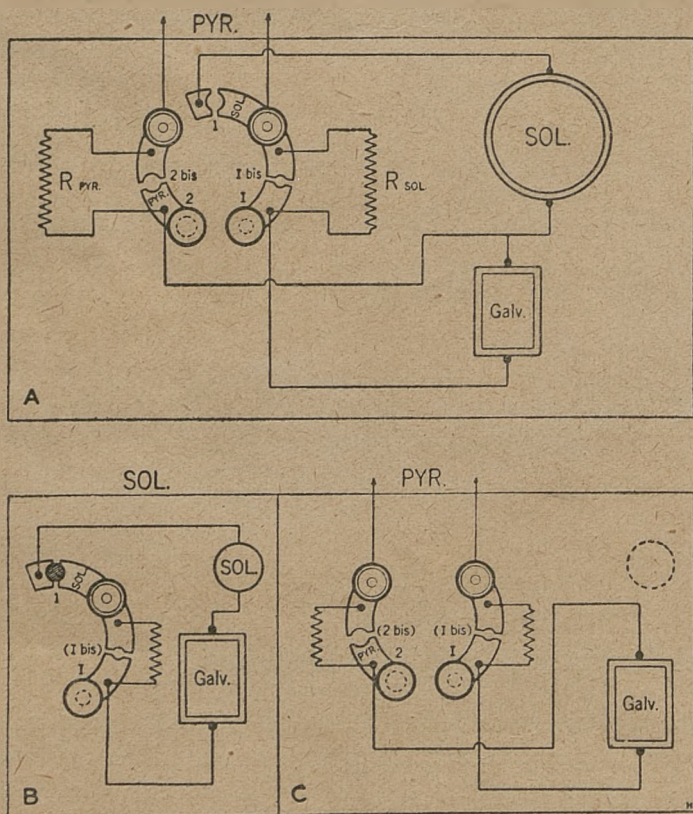 PYR.
SOL
1
R PYR.
2 bis
I bis
R SOL
SOL.
PYR.
2
I
Galv.
A
SOL.
PYR.
SOL
1
SOL
(I bis)
I
Galv.
B
(2 bis)
(I bis)
PYR.
2
I
Galv.
C